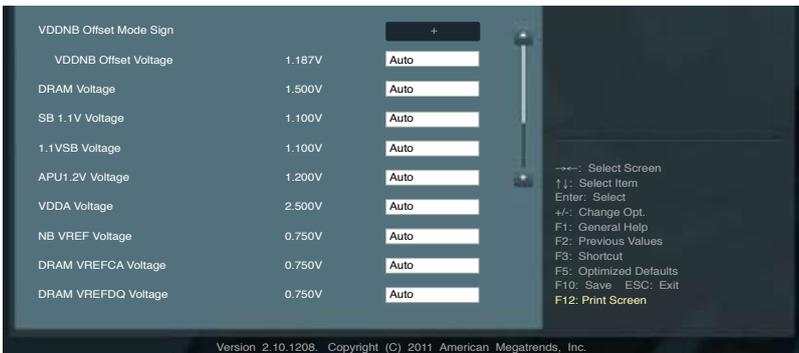 VDDNB Offset Mode Sign +
VDDNB Offset Voltage 1.187V Auto
DRAM Voltage 1.500V Auto
SB 1.1V Voltage 1.100V Auto
1.1VSB Voltage 1.100V Auto
APU1.2V Voltage 1.200V Auto
VDDA Voltage 2.500V Auto
NB VREF Voltage 0.750V Auto
DRAM VREFCA Voltage 0.750V Auto
DRAM VREFDQ Voltage 0.750V Auto
→←: Select Screen
↑↓: Select Item
Enter: Select
+/-: Change Opt.
F1: General Help
F2: Previous Values
F3: Shortcut
F5: Optimized Defaults
F10: Save ESC: Exit
F12: Print Screen
Version 2.10.1208. Copyright (C) 2011 American Megatrends, Inc.